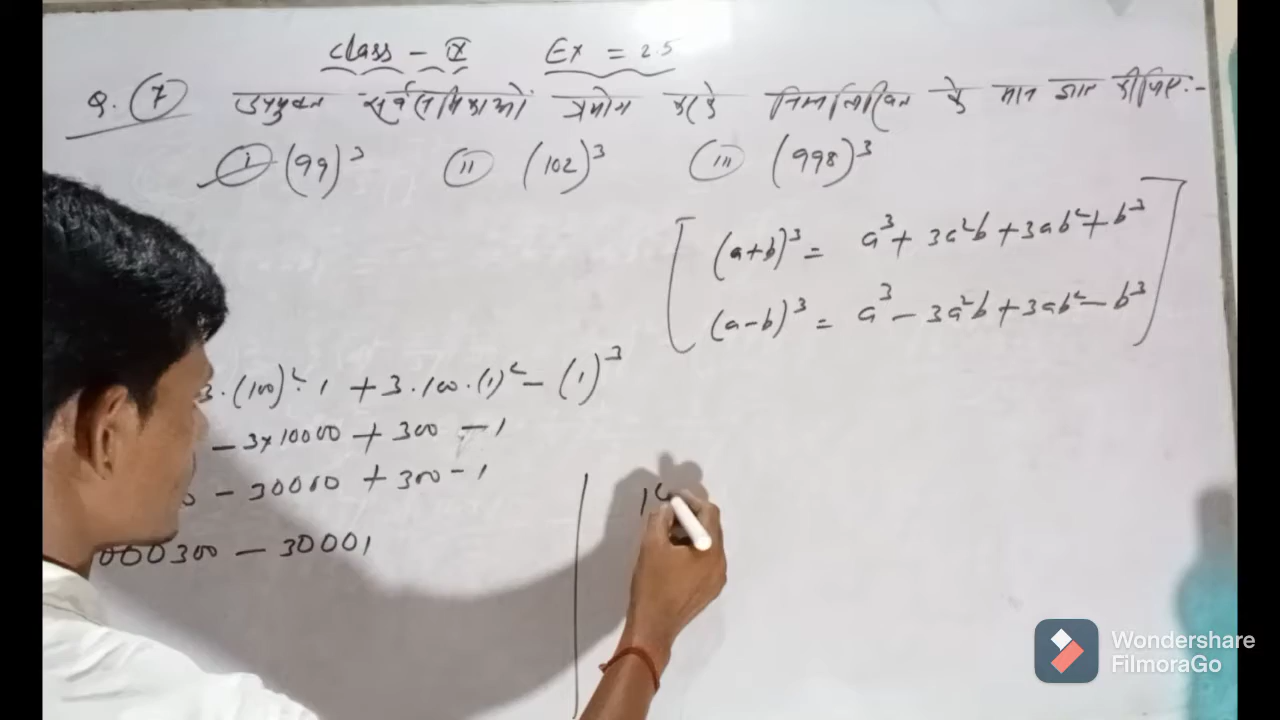 class - IX Ex = 2.5
Q. 7 उपयुक्त सर्वसमिकाओं प्रयोग करके निम्नलिखित के मान ज्ञात कीजिए:-
(i) (99)³ (ii) (102)³ (iii) (998)³
(a+b)³ = a³ + 3a²b + 3ab² + b³
(a-b)³ = a³ - 3a²b + 3ab² - b³
3·(100)²·1 + 3·100·(1)² - (1)³
- 3×10000 + 300 - 1
0 - 30000 + 300 - 1
000300 - 30001
Wondershare
FilmoraGo